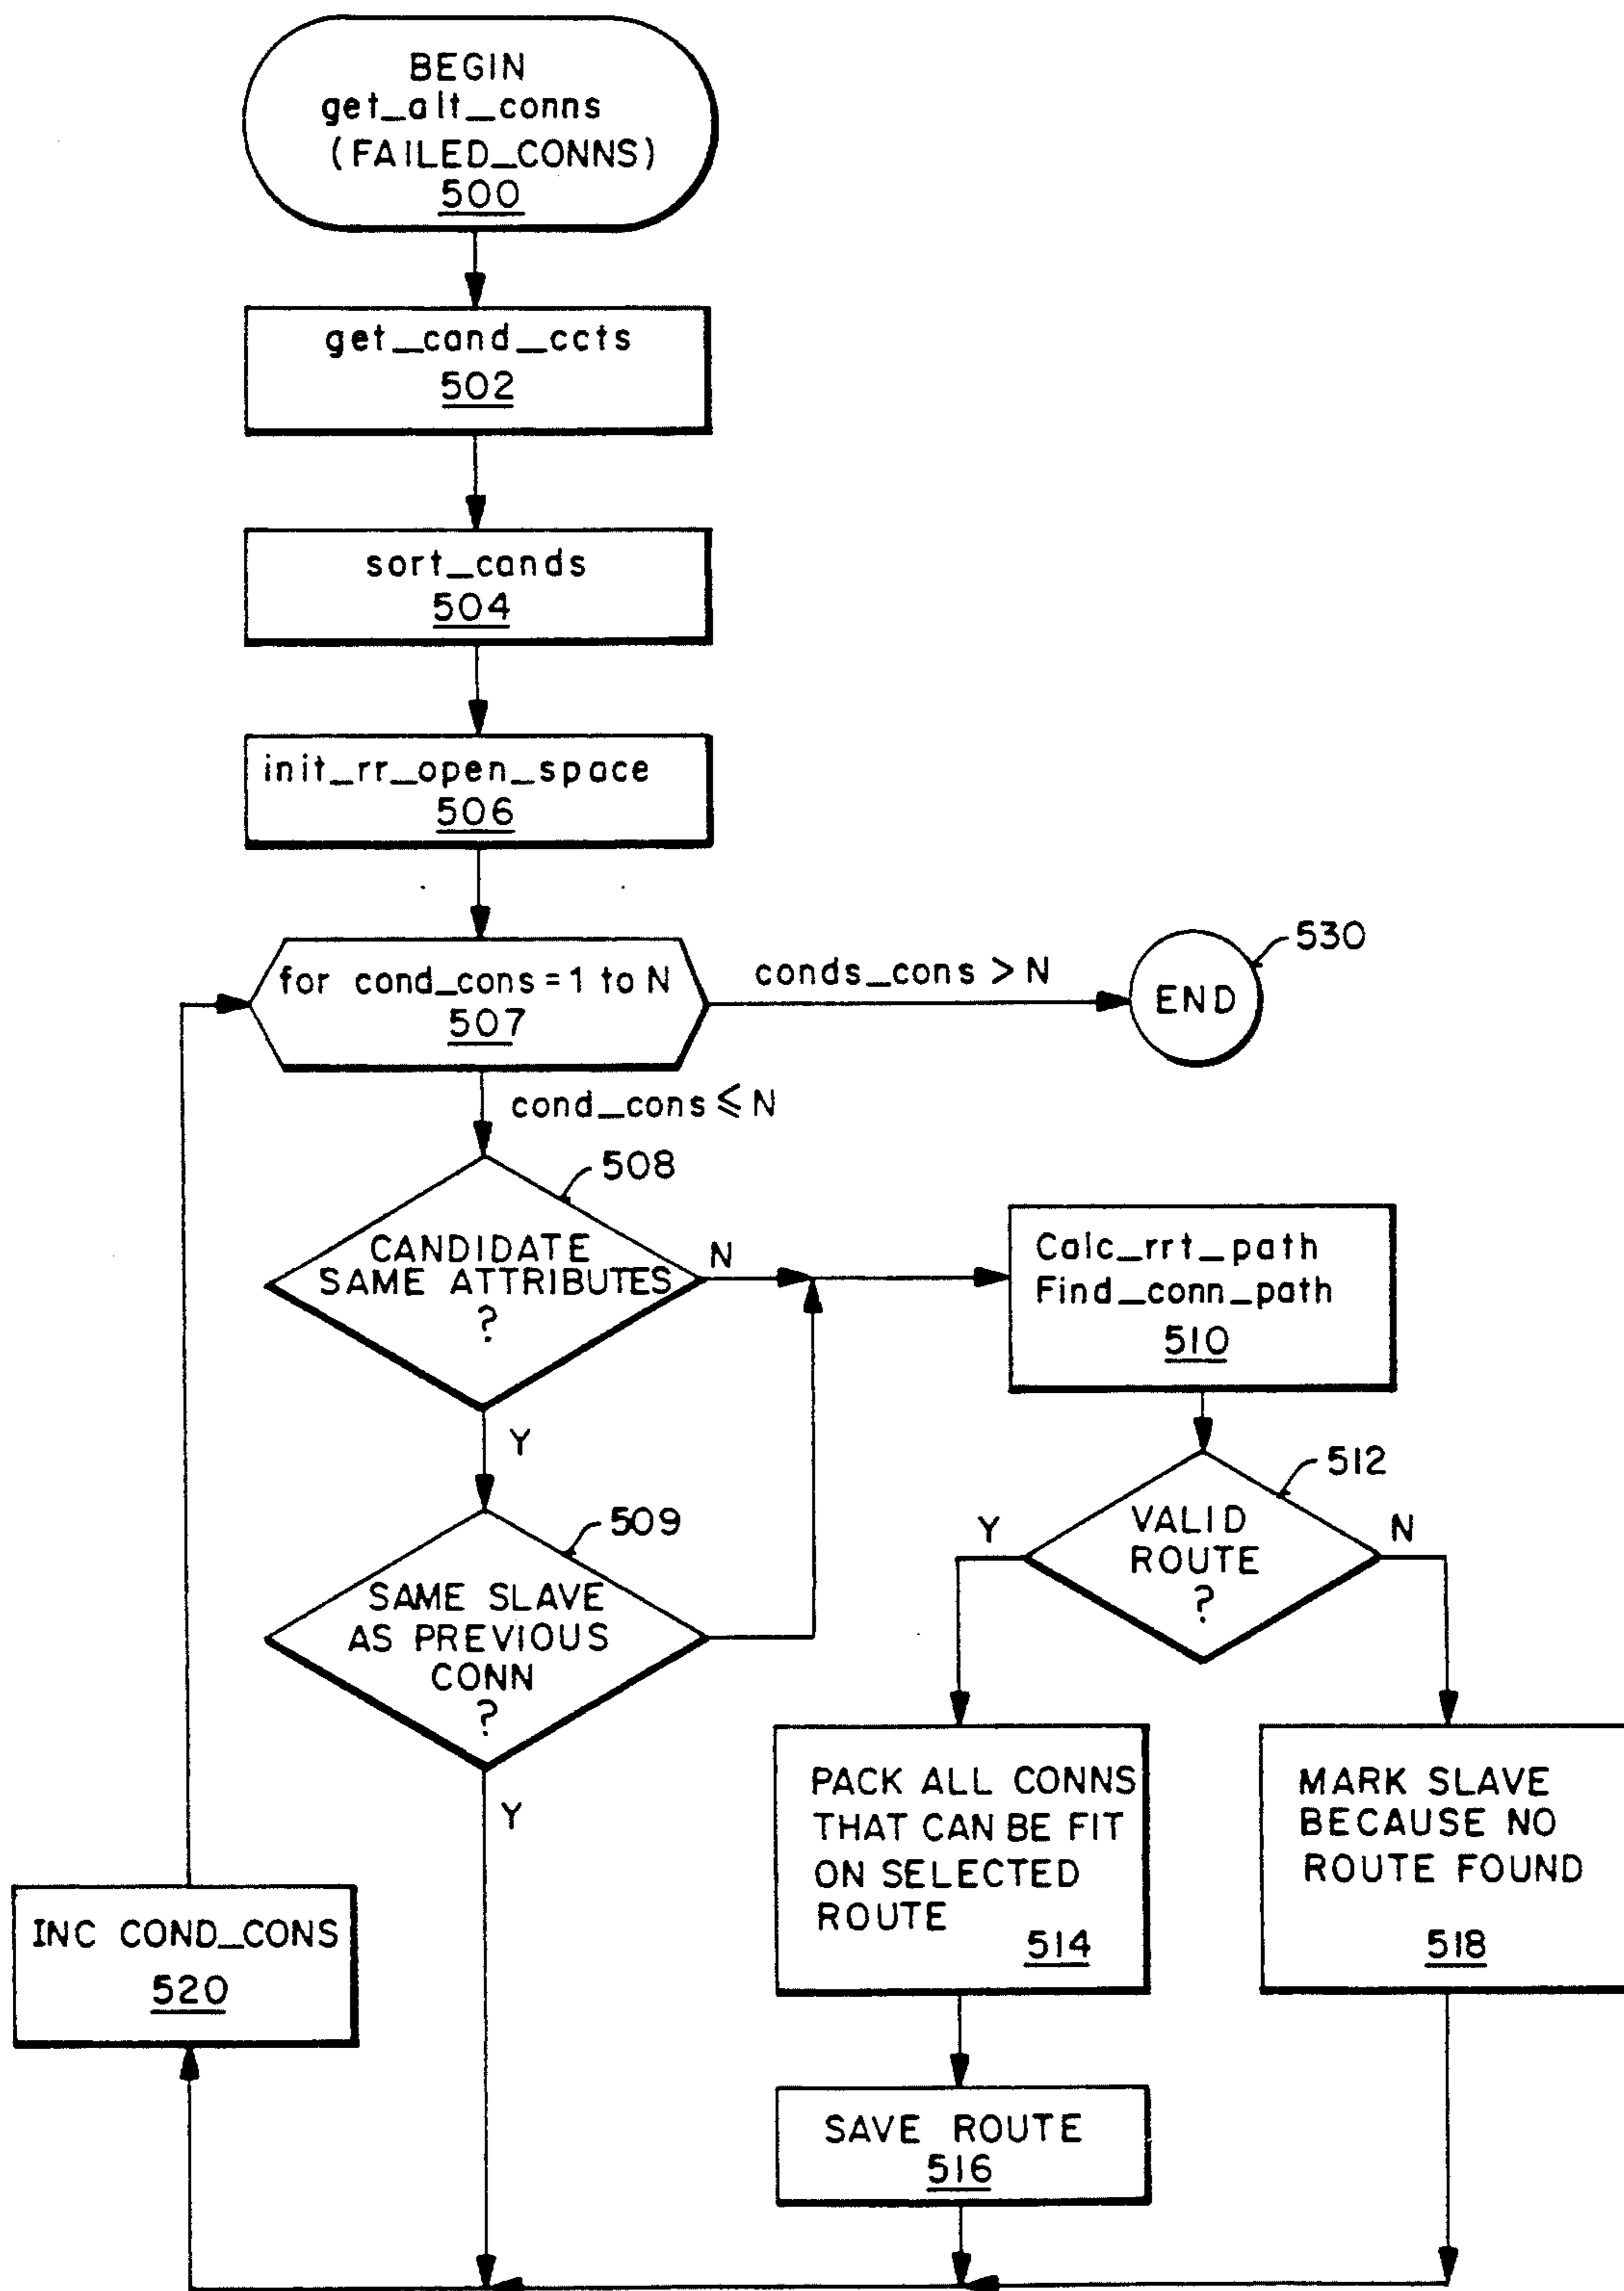 BEGIN
get_alt_conns
(FAILED_CONNS)
500
get_cand_ccts
502
sort_cands
504
init_rr_open_space
506
for cond_cons = 1 to N
507
conds_cons > N
530
END
cond_cons ≤ N
508
CANDIDATE
SAME ATTRIBUTES
?
N
Y
Calc_rrt_path
Find_conn_path
510
509
SAME SLAVE
AS PREVIOUS
CONN
?
Y
512
VALID
ROUTE
?
Y
N
PACK ALL CONNS
THAT CAN BE FIT
ON SELECTED
ROUTE
514
MARK SLAVE
BECAUSE NO
ROUTE FOUND
518
INC COND_CONS
520
SAVE ROUTE
516